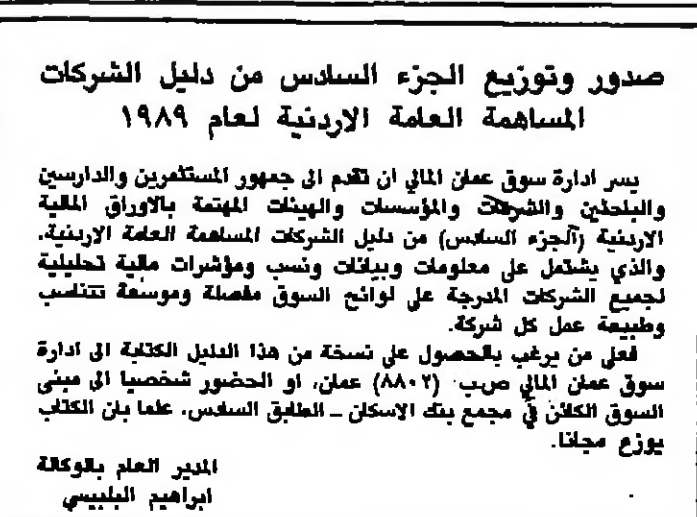 صدور وتوزيع الجزء السادس من دليل الشركات
المساهمة العامة الاردنية لعام ١٩٨٩
يسر ادارة سوق عمان المالي ان تقدم الى جمهور المستثمرين والدارسين
والباحثين والشركات والمؤسسات والهيئات المهتمة بالاوراق المالية
الاردنية (الجزء السادس) من دليل الشركات المساهمة العامة الاردنية،
والذي يشتمل على معلومات وبيانات ونسب ومؤشرات مالية تحليلية
لجميع الشركات المدرجة على لوائح السوق مفصلة وموسعة تتناسب
وطبيعة عمل كل شركة.
فعلى من يرغب بالحصول على نسخة من هذا الدليل الكتابة الى ادارة
سوق عمان المالي ص.ب (٨٨٠٢) عمان، او الحضور شخصيا الى مبنى
السوق الكائن في مجمع بنك الاسكان ـ الطابق السادس، علما بان الكتاب
يوزع مجانا.
المدير العام بالوكالة
ابراهيم البلبيسي